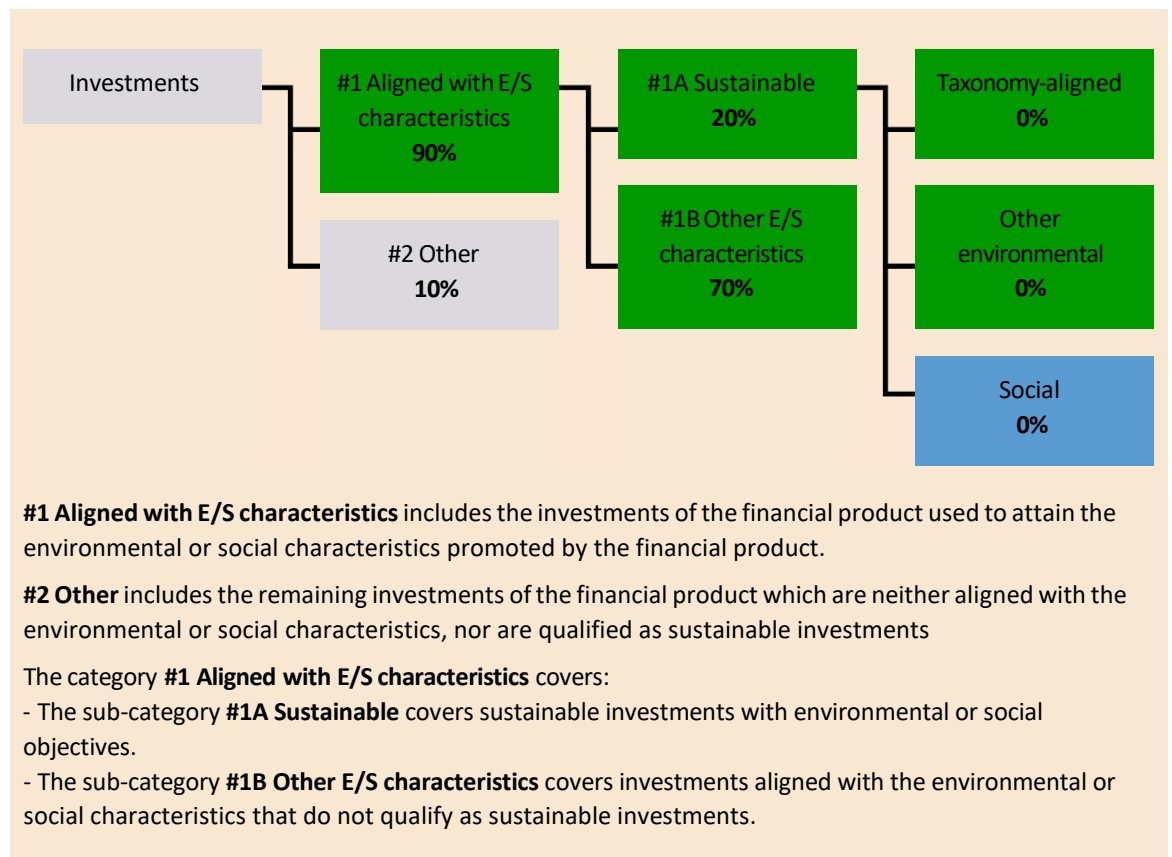 Investments
#1 Aligned with E/S
characteristics
90%
#2 Other
10%
#1A Sustainable
20%
#1B Other E/S
characteristics
70%
Taxonomy-aligned
0%
Other
environmental
0%
Social
0%
#1 Aligned with E/S characteristics includes the investments of the financial product used to attain the
environmental or social characteristics promoted by the financial product.
#2 Other includes the remaining investments of the financial product which are neither aligned with the
environmental or social characteristics, nor are qualified as sustainable investments
The category #1 Aligned with E/S characteristics covers:
- The sub-category #1A Sustainable covers sustainable investments with environmental or social
objectives.
- The sub-category #1B Other E/S characteristics covers investments aligned with the environmental or
social characteristics that do not qualify as sustainable investments.